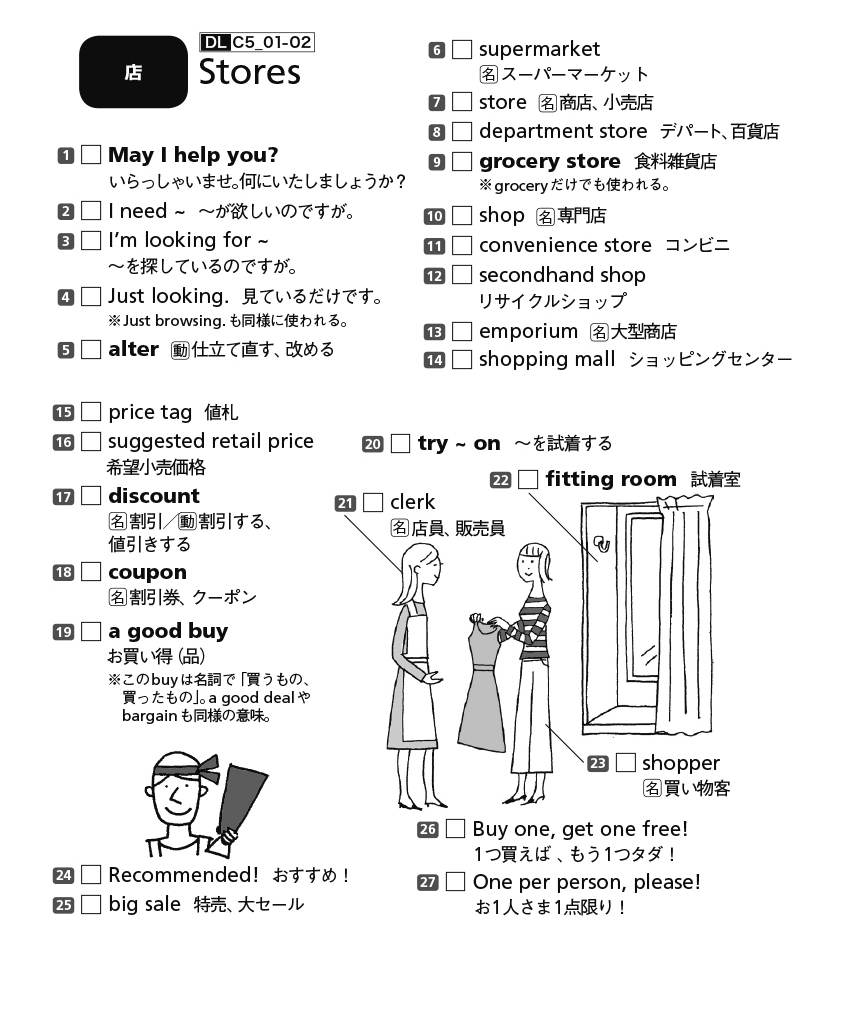 店
DL C5_01-02
Stores
1 May I help you?
いらっしゃいませ。何にいたしましょうか？
2 I need ~ ～が欲しいのですが。
3 I'm looking for ~
～を探しているのですが。
4 Just looking. 見ているだけです。
※Just browsing. も同様に使われる。
5 alter 動 仕立て直す、改める
6 supermarket
名 スーパーマーケット
7 store 名 商店、小売店
8 department store デパート、百貨店
9 grocery store 食料雑貨店
※groceryだけでも使われる。
10 shop 名 専門店
11 convenience store コンビニ
12 secondhand shop
リサイクルショップ
13 emporium 名 大型商店
14 shopping mall ショッピングセンター
15 price tag 値札
16 suggested retail price
希望小売価格
17 discount
名 割引／動 割引する、
値引きする
18 coupon
名 割引券、クーポン
19 a good buy
お買い得（品）
※このbuyは名詞で「買うもの、
買ったもの」。a good dealや
bargainも同様の意味。
20 try ~ on ～を試着する
22 fitting room 試着室
21 clerk
名 店員、販売員
23 shopper
名 買い物客
24 Recommended! おすすめ！
25 big sale 特売、大セール
26 Buy one, get one free!
1つ買えば 、もう1つタダ！
27 One per person, please!
お1人さま1点限り！